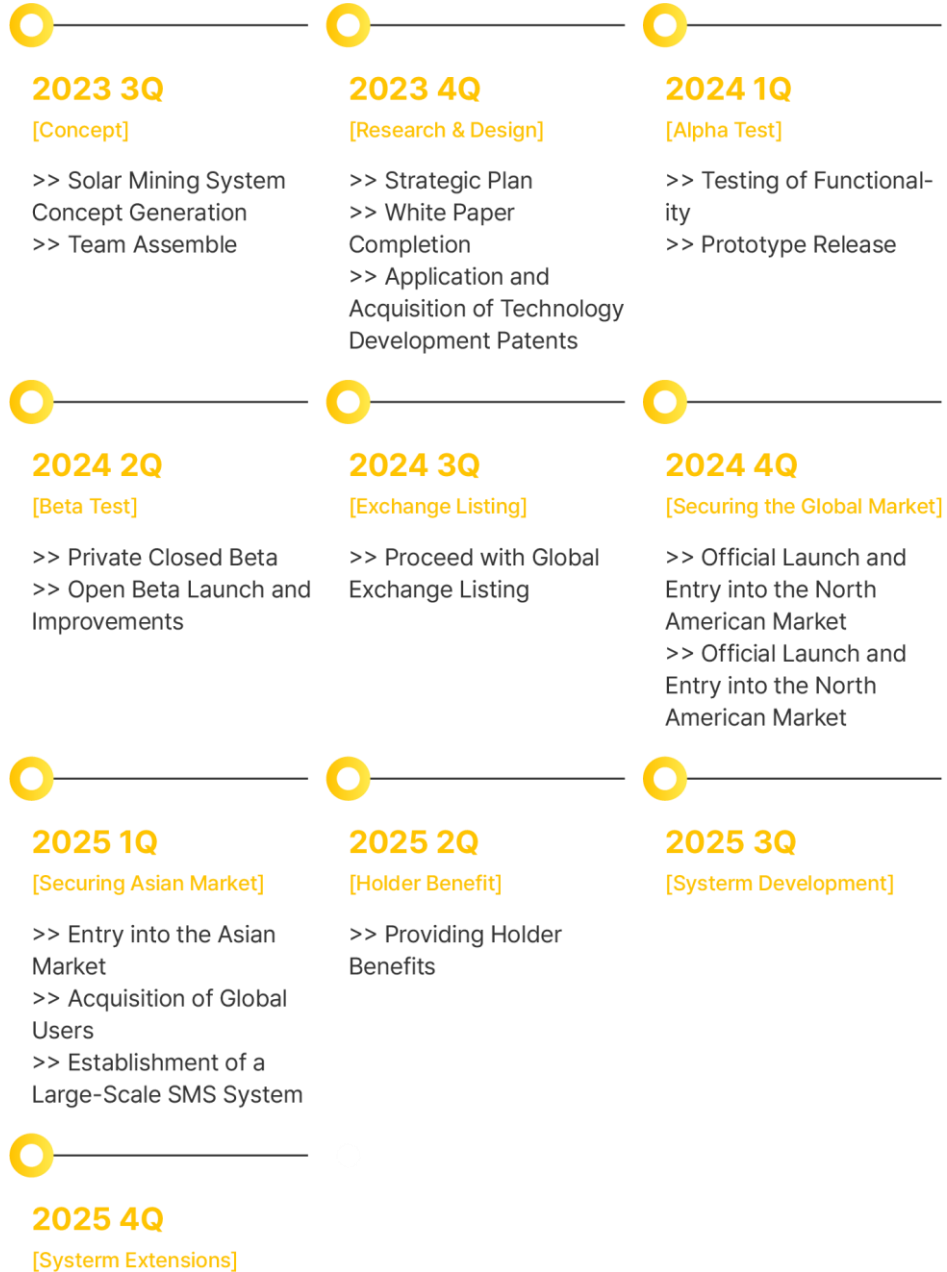 2023 3Q
[Concept]
>> Solar Mining System
Concept Generation
>> Team Assemble
2023 4Q
[Research & Design]
>> Strategic Plan
>> White Paper
Completion
>> Application and
Acquisition of Technology
Development Patents
2024 1Q
[Alpha Test]
>> Testing of Functional-
ity
>> Prototype Release
2024 2Q
[Beta Test]
>> Private Closed Beta
>> Open Beta Launch and
Improvements
2024 3Q
[Exchange Listing]
>> Proceed with Global
Exchange Listing
2024 4Q
[Securing the Global Market]
>> Official Launch and
Entry into the North
American Market
>> Official Launch and
Entry into the North
American Market
2025 1Q
[Securing Asian Market]
>> Entry into the Asian
Market
>> Acquisition of Global
Users
>> Establishment of a
Large-Scale SMS System
2025 2Q
[Holder Benefit]
>> Providing Holder
Benefits
2025 3Q
[Systerm Development]
2025 4Q
[Systerm Extensions]